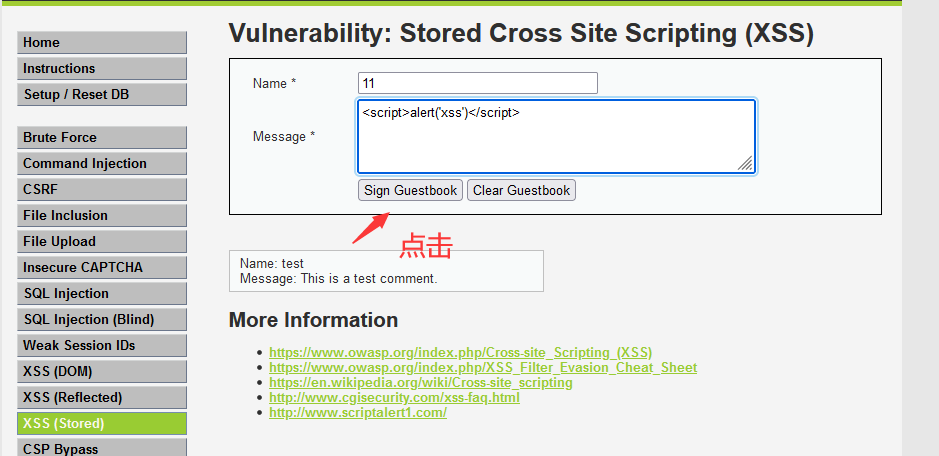 Vulnerability: Stored Cross Site Scripting (XSS)
Home
Instructions
Setup / Reset DB
Brute Force
Command Injection
CSRF
File Inclusion
File Upload
Insecure CAPTCHA
SQL Injection
SQL Injection (Blind)
Weak Session IDs
XSS (DOM)
XSS (Reflected)
XSS (Stored)
CSP Bypass
Name *
11
Message *
<script>alert('xss')</script>
Sign Guestbook
Clear Guestbook
点击
Name: test
Message: This is a test comment.
More Information
https://www.owasp.org/index.php/Cross-site_Scripting_(XSS)
https://www.owasp.org/index.php/XSS_Filter_Evasion_Cheat_Sheet
https://en.wikipedia.org/wiki/Cross-site_scripting
http://www.cgisecurity.com/xss-faq.html
http://www.scriptalert1.com/